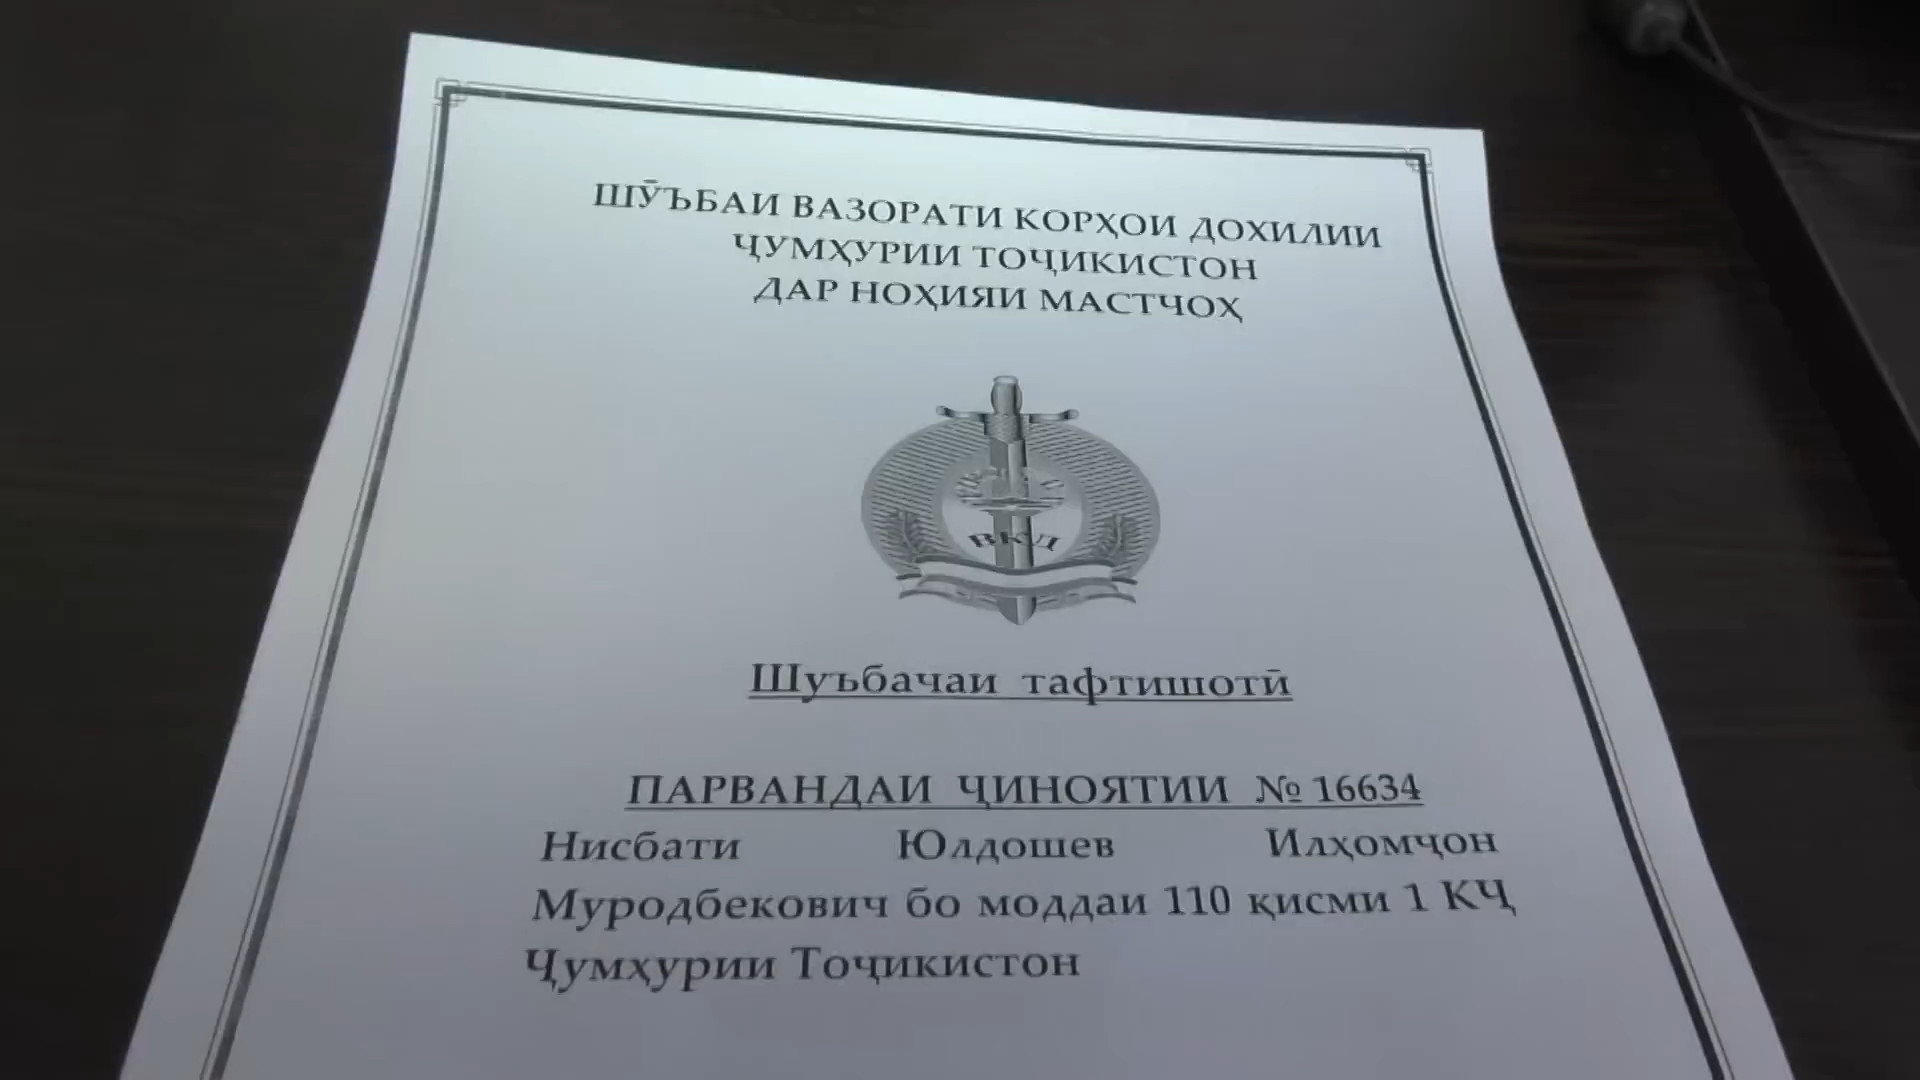 ШӮЪБАИ ВАЗОРАТИ КОРҲОИ ДОХИЛИИ
ҶУМҲУРИИ ТОҶИКИСТОН
ДАР НОҲИЯИ МАСТЧОҲ
ВКД
Шуъбачаи тафтишотӣ
ПАРВАНДАИ ҶИНОЯТИИ № 16634
Нисбати Юлдошев Илҳомҷон
Муродбекович бо моддаи 110 қисми 1 КҶ
Ҷумҳурии Тоҷикистон